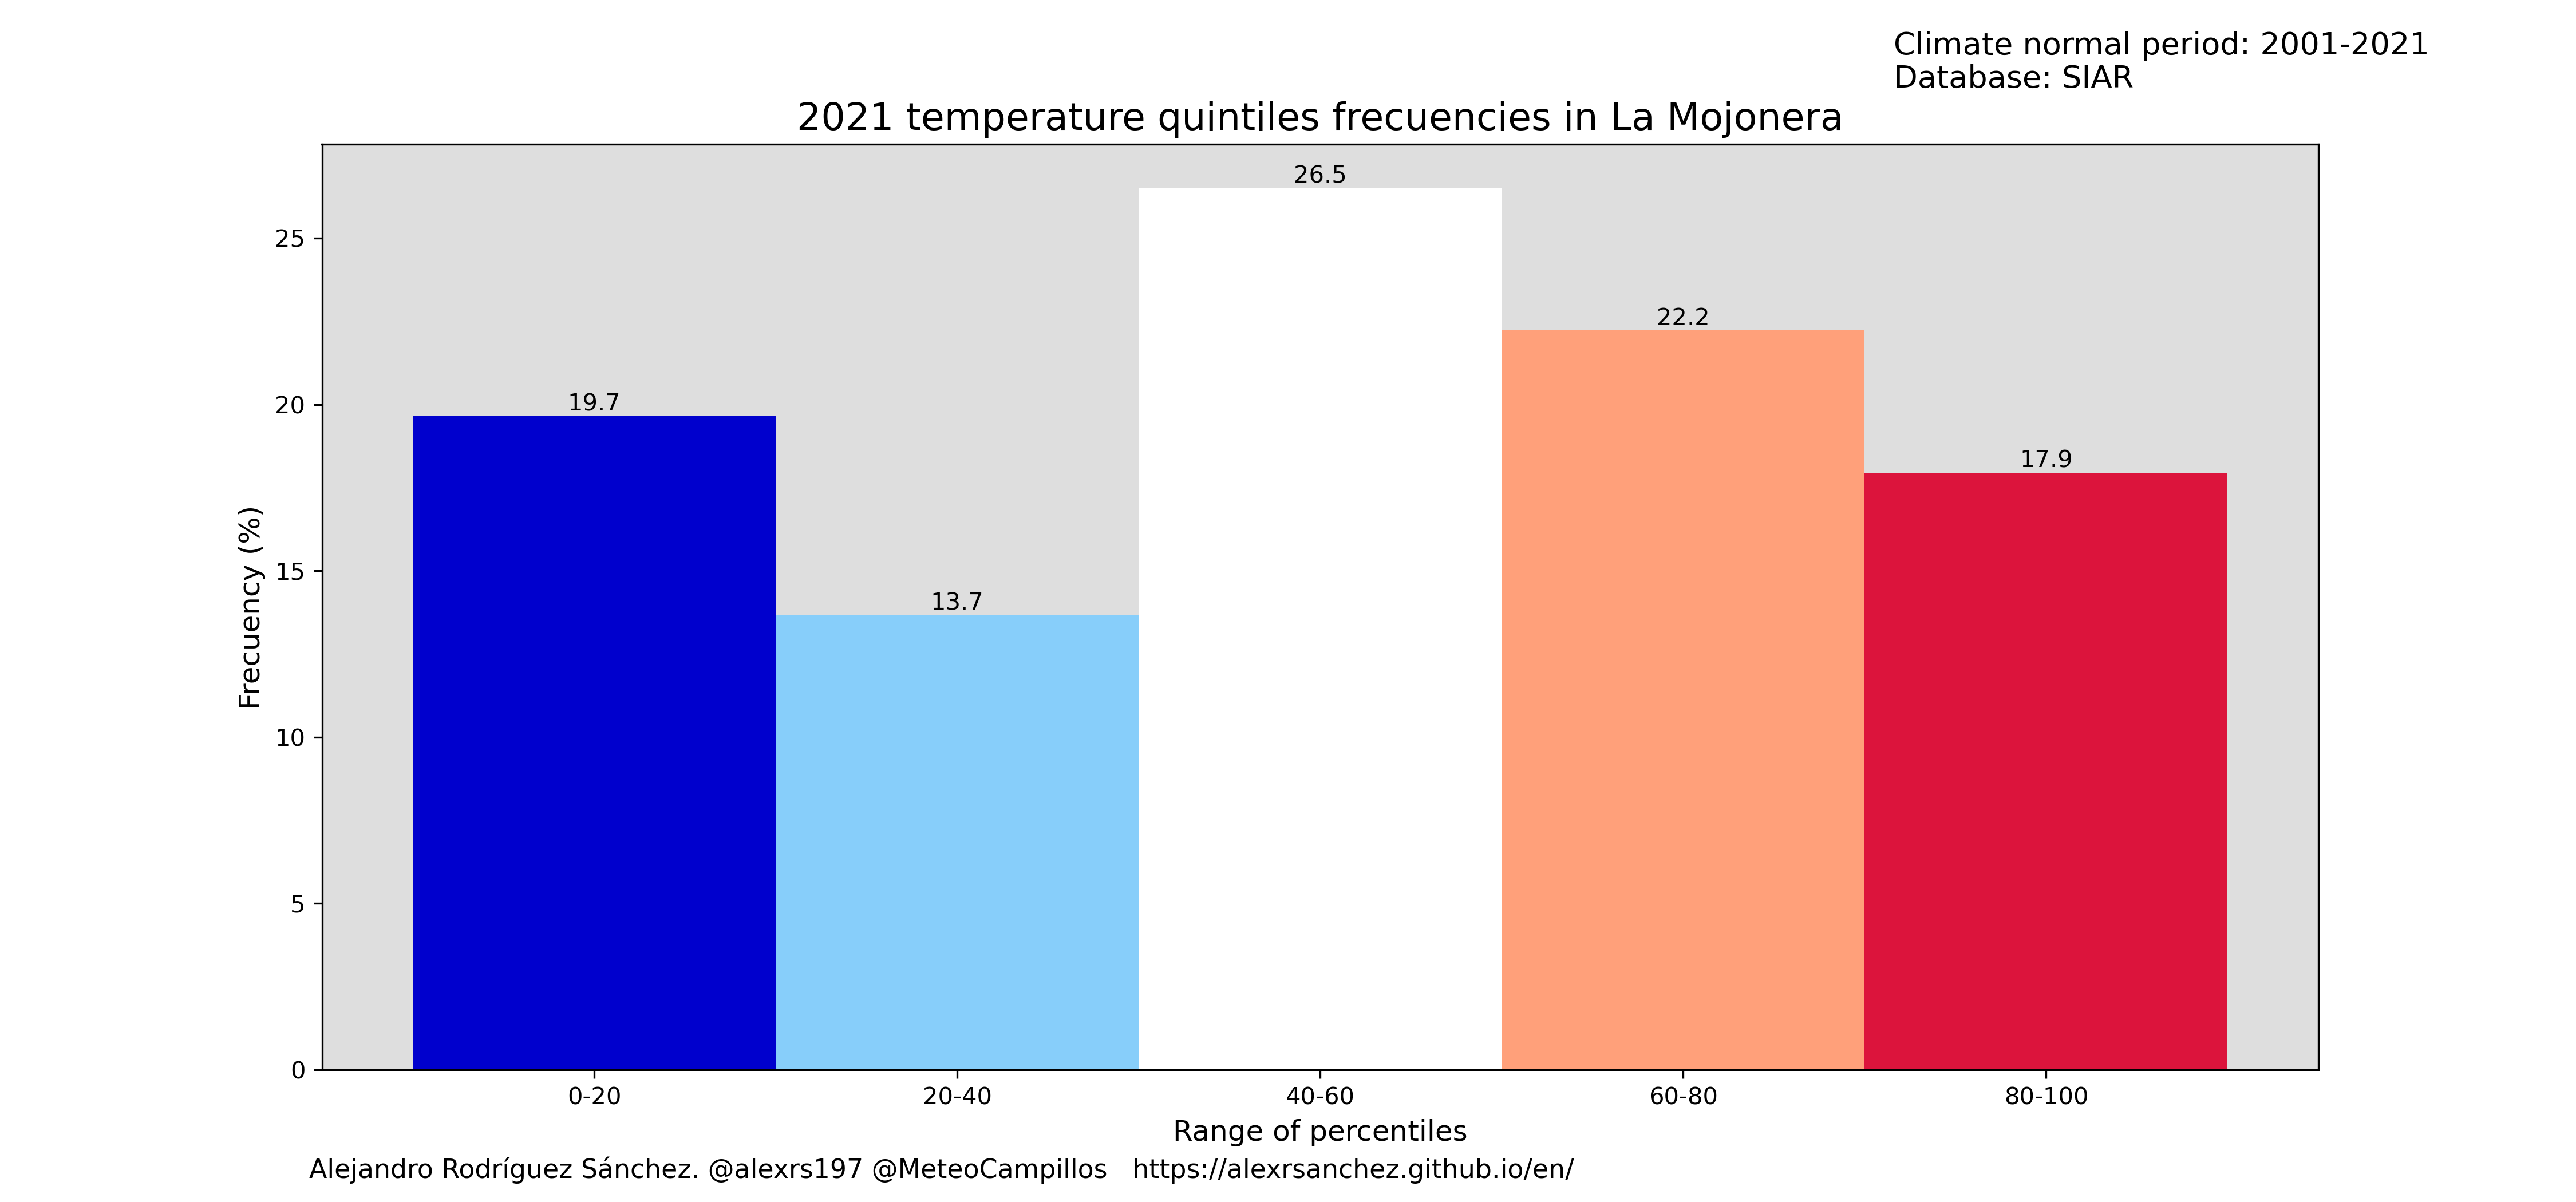 Climate normal period: 2001-2021
Database: SIAR
2021 temperature quintiles frecuencies in La Mojonera
Frecuency (%)
25
20
15
10
5
0
19.7
13.7
26.5
22.2
17.9
0-20
20-40
40-60
60-80
80-100
Range of percentiles
Alejandro Rodríguez Sánchez. @alexrs197 @MeteoCampillos https://alexrsanchez.github.io/en/